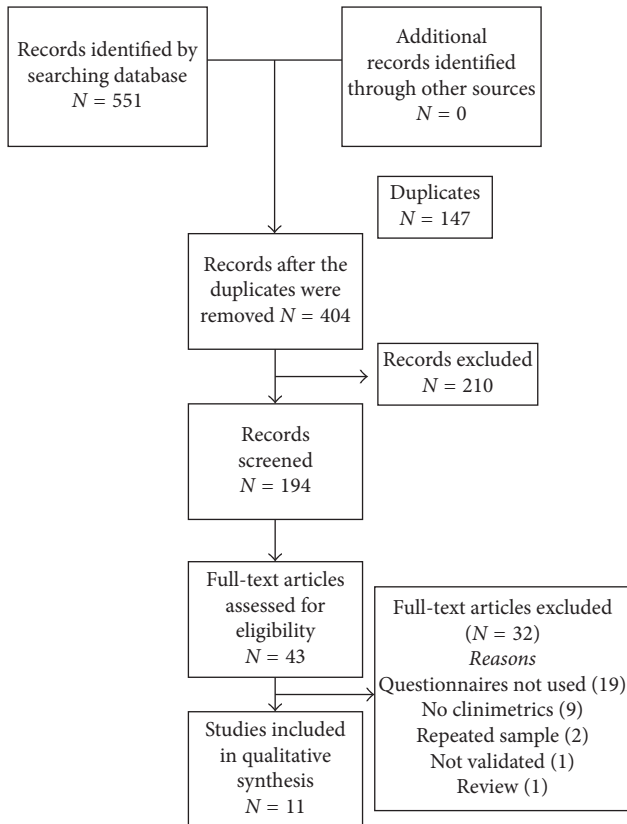 Records identified by
searching database
N = 551
Additional
records identified
through other sources
N = 0
Duplicates
N = 147
Records after the
duplicates were
removed N = 404
Records excluded
N = 210
Records
screened
N = 194
Full-text articles
assessed for
eligibility
N = 43
Full-text articles excluded
(N = 32)
Reasons
Questionnaires not used (19)
No clinimetrics (9)
Repeated sample (2)
Not validated (1)
Review (1)
Studies included
in qualitative
synthesis
N = 11